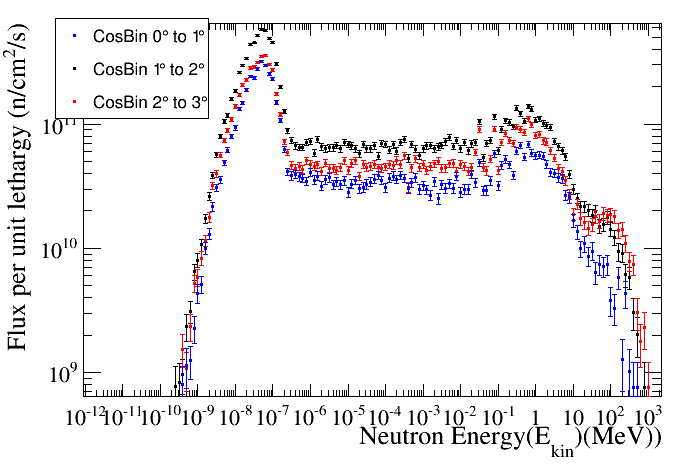 Flux per unit lethargy (n/cm²/s)
CosBin 0° to 1°
CosBin 1° to 2°
CosBin 2° to 3°
10¹¹
10¹⁰
10⁹
10⁻¹² 10⁻¹¹ 10⁻¹⁰ 10⁻⁹ 10⁻⁸ 10⁻⁷ 10⁻⁶ 10⁻⁵ 10⁻⁴ 10⁻³ 10⁻² 10⁻¹ 1 10 10² 10³
Neutron Energy(E_kin)(MeV))